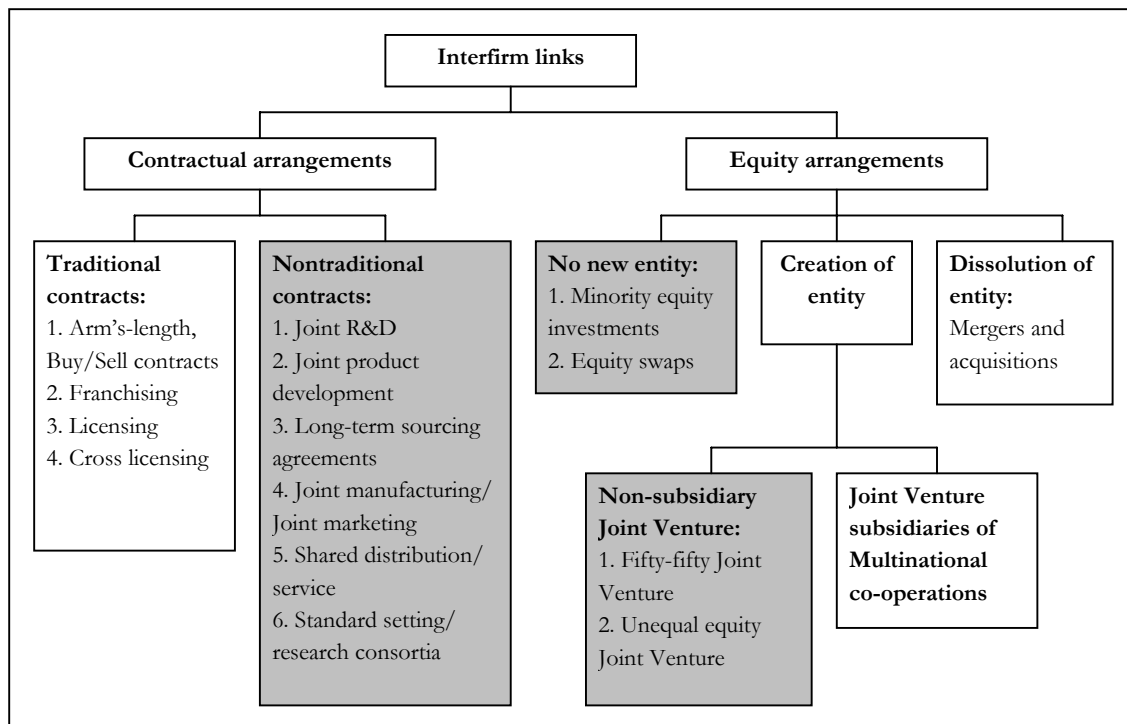 Interfirm links
Contractual arrangements
Equity arrangements
Traditional
contracts:
1. Arm's-length,
Buy/Sell contracts
2. Franchising
3. Licensing
4. Cross licensing
Nontraditional
contracts:
1. Joint R&D
2. Joint product
development
3. Long-term sourcing
agreements
4. Joint manufacturing/
Joint marketing
5. Shared distribution/
service
6. Standard setting/
research consortia
No new entity:
1. Minority equity
investments
2. Equity swaps
Creation of
entity
Dissolution of
entity:
Mergers and
acquisitions
Non-subsidiary
Joint Venture:
1. Fifty-fifty Joint
Venture
2. Unequal equity
Joint Venture
Joint Venture
subsidiaries of
Multinational
co-operations